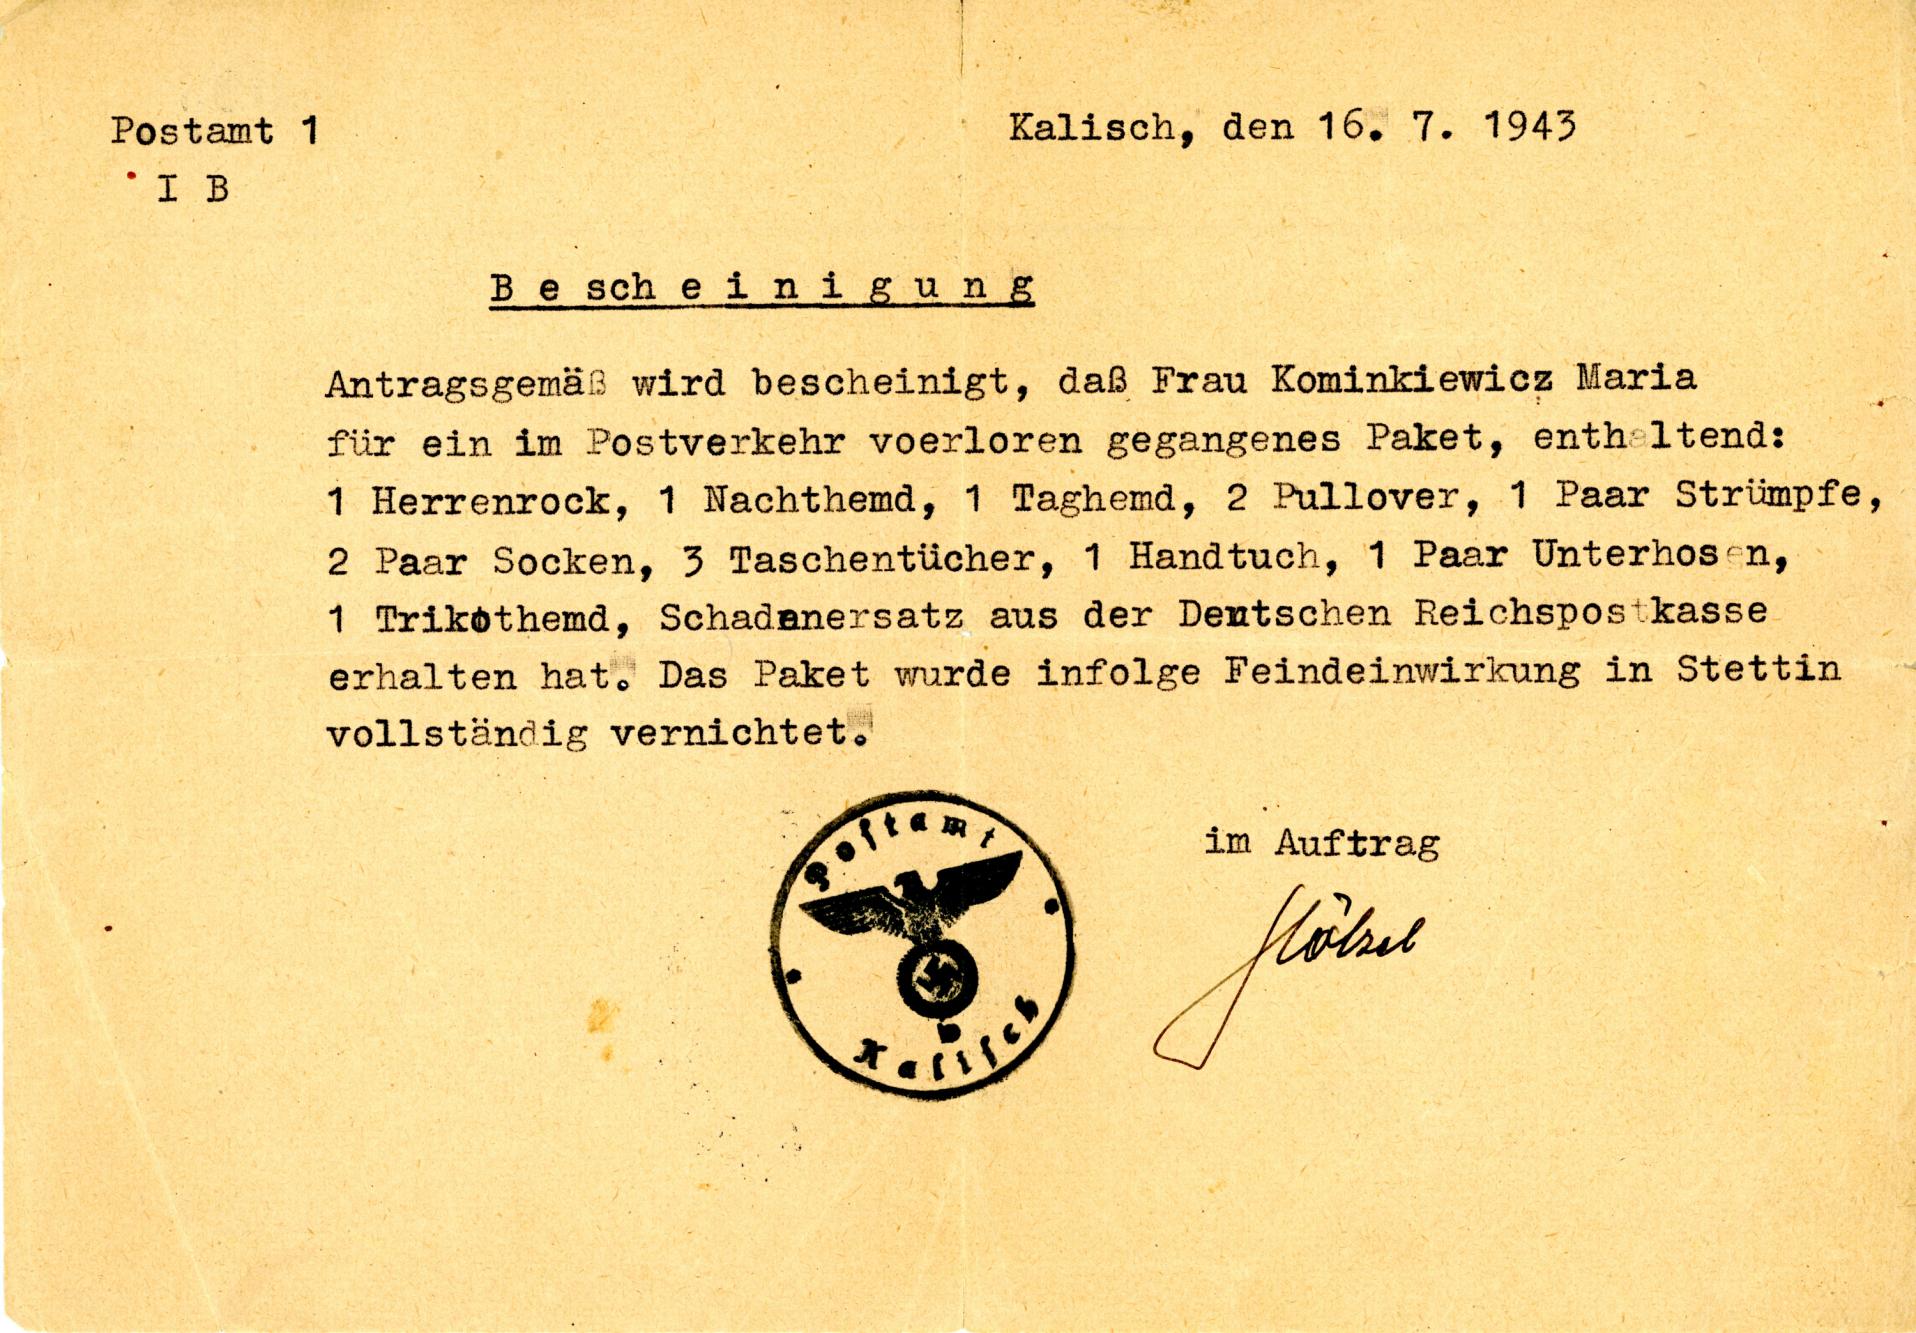 Postamt 1
Kalisch, den 16. 7. 1943
I B
B e sch e i n i g u n g
Antragsgemäß wird bescheinigt, daß Frau Kominkiewicz Maria
für ein im Postverkehr voerloren gegangenes Paket, enthaltend:
1 Herrenrock, 1 Nachthemd, 1 Taghemd, 2 Pullover, 1 Paar Strümpfe,
2 Paar Socken, 3 Taschentücher, 1 Handtuch, 1 Paar Unterhosen,
1 Trikothemd, Schadenersatz aus der Deutschen Reichspostkasse
erhalten hat. Das Paket wurde infolge Feindeinwirkung in Stettin
vollständig vernichtet.
im Auftrag
Postamt
b
Kalisch